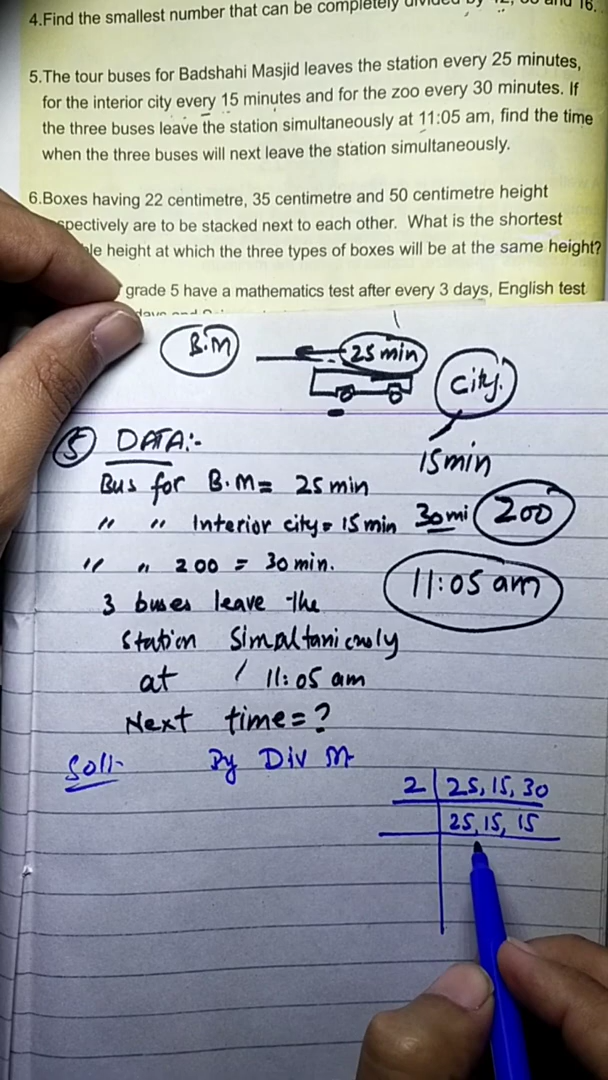 4.Find the smallest number that can be completely divided by 12, and 16.
5.The tour buses for Badshahi Masjid leaves the station every 25 minutes,
for the interior city every 15 minutes and for the zoo every 30 minutes. If
the three buses leave the station simultaneously at 11:05 am, find the time
when the three buses will next leave the station simultaneously.
6.Boxes having 22 centimetre, 35 centimetre and 50 centimetre height
spectively are to be stacked next to each other. What is the shortest
le height at which the three types of boxes will be at the same height?
grade 5 have a mathematics test after every 3 days, English test
B.M
25 min
City.
15min
5 DATA:-
Bus for B.M = 25 min
" " Interior city = 15 min
30mi
Zoo
" " Zoo = 30 min.
11:05 am
3 buses leave the
station Simaltaniously
at 11:05 am
Next time = ?
Sol:- By Div M
2 25, 15, 30
25, 15, 15